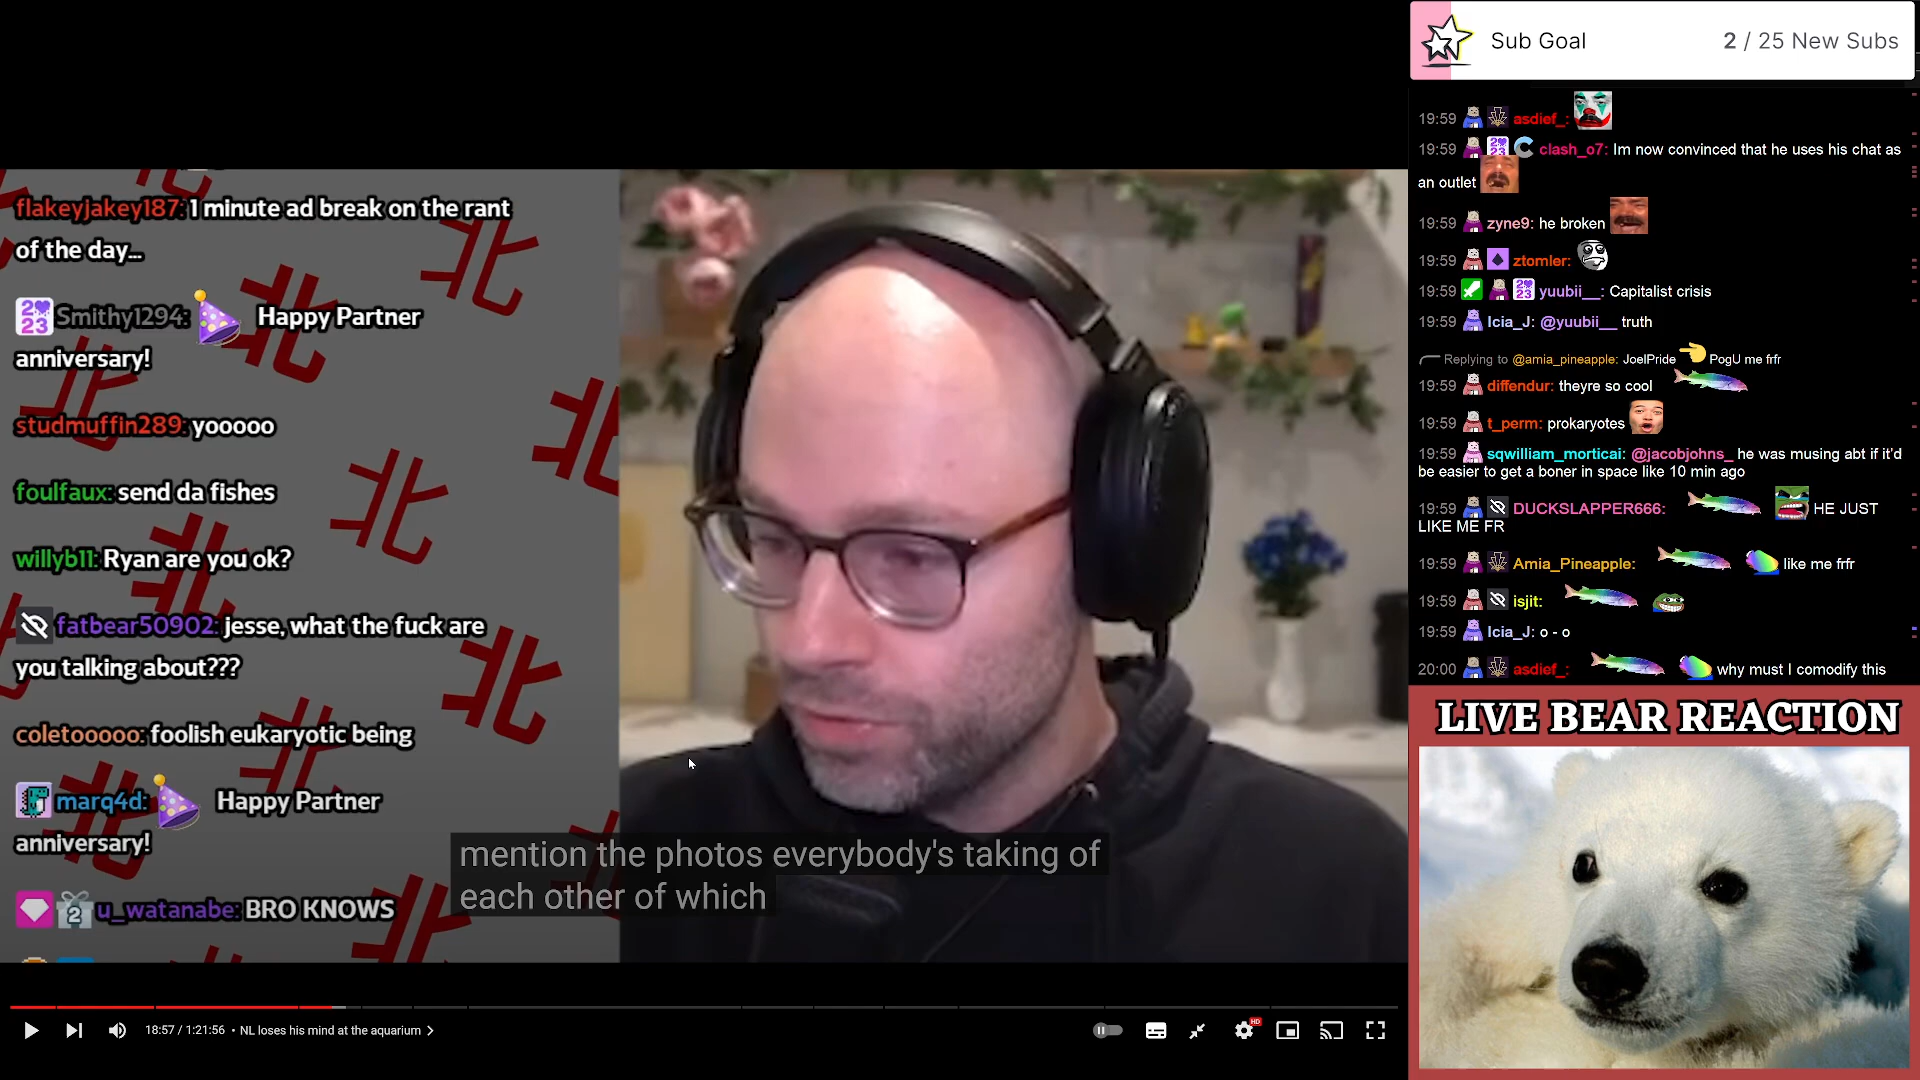 flakeyjakey187: 1 minute ad break on the rant
of the day...
Smithy1294: Happy Partner
anniversary!
studmuffin289: yooooo
foulfaux: send da fishes
willyb11: Ryan are you ok?
fatbear50902: jesse, what the fuck are
you talking about???
coletooooo: foolish eukaryotic being
marq4d: Happy Partner
anniversary!
2 u_watanabe: BRO KNOWS
北
mention the photos everybody's taking of
each other of which
18:57 / 1:21:56 • NL loses his mind at the aquarium
HD
Sub Goal 2 / 25 New Subs
19:59 asdief_:
19:59 clash_o7: Im now convinced that he uses his chat as
an outlet
19:59 zyne9: he broken
19:59 ztomler:
19:59 yuubii__: Capitalist crisis
19:59 Icia_J: @yuubii__ truth
Replying to @amia_pineapple: JoelPride PogU me frfr
19:59 diffendur: theyre so cool
19:59 t_perm: prokaryotes
19:59 sqwilliam_morticai: @jacobjohns_ he was musing abt if it'd
be easier to get a boner in space like 10 min ago
19:59 DUCKSLAPPER666: HE JUST
LIKE ME FR
19:59 Amia_Pineapple: like me frfr
19:59 isjit:
19:59 Icia_J: o - o
20:00 asdief_: why must I comodify this
LIVE BEAR REACTION